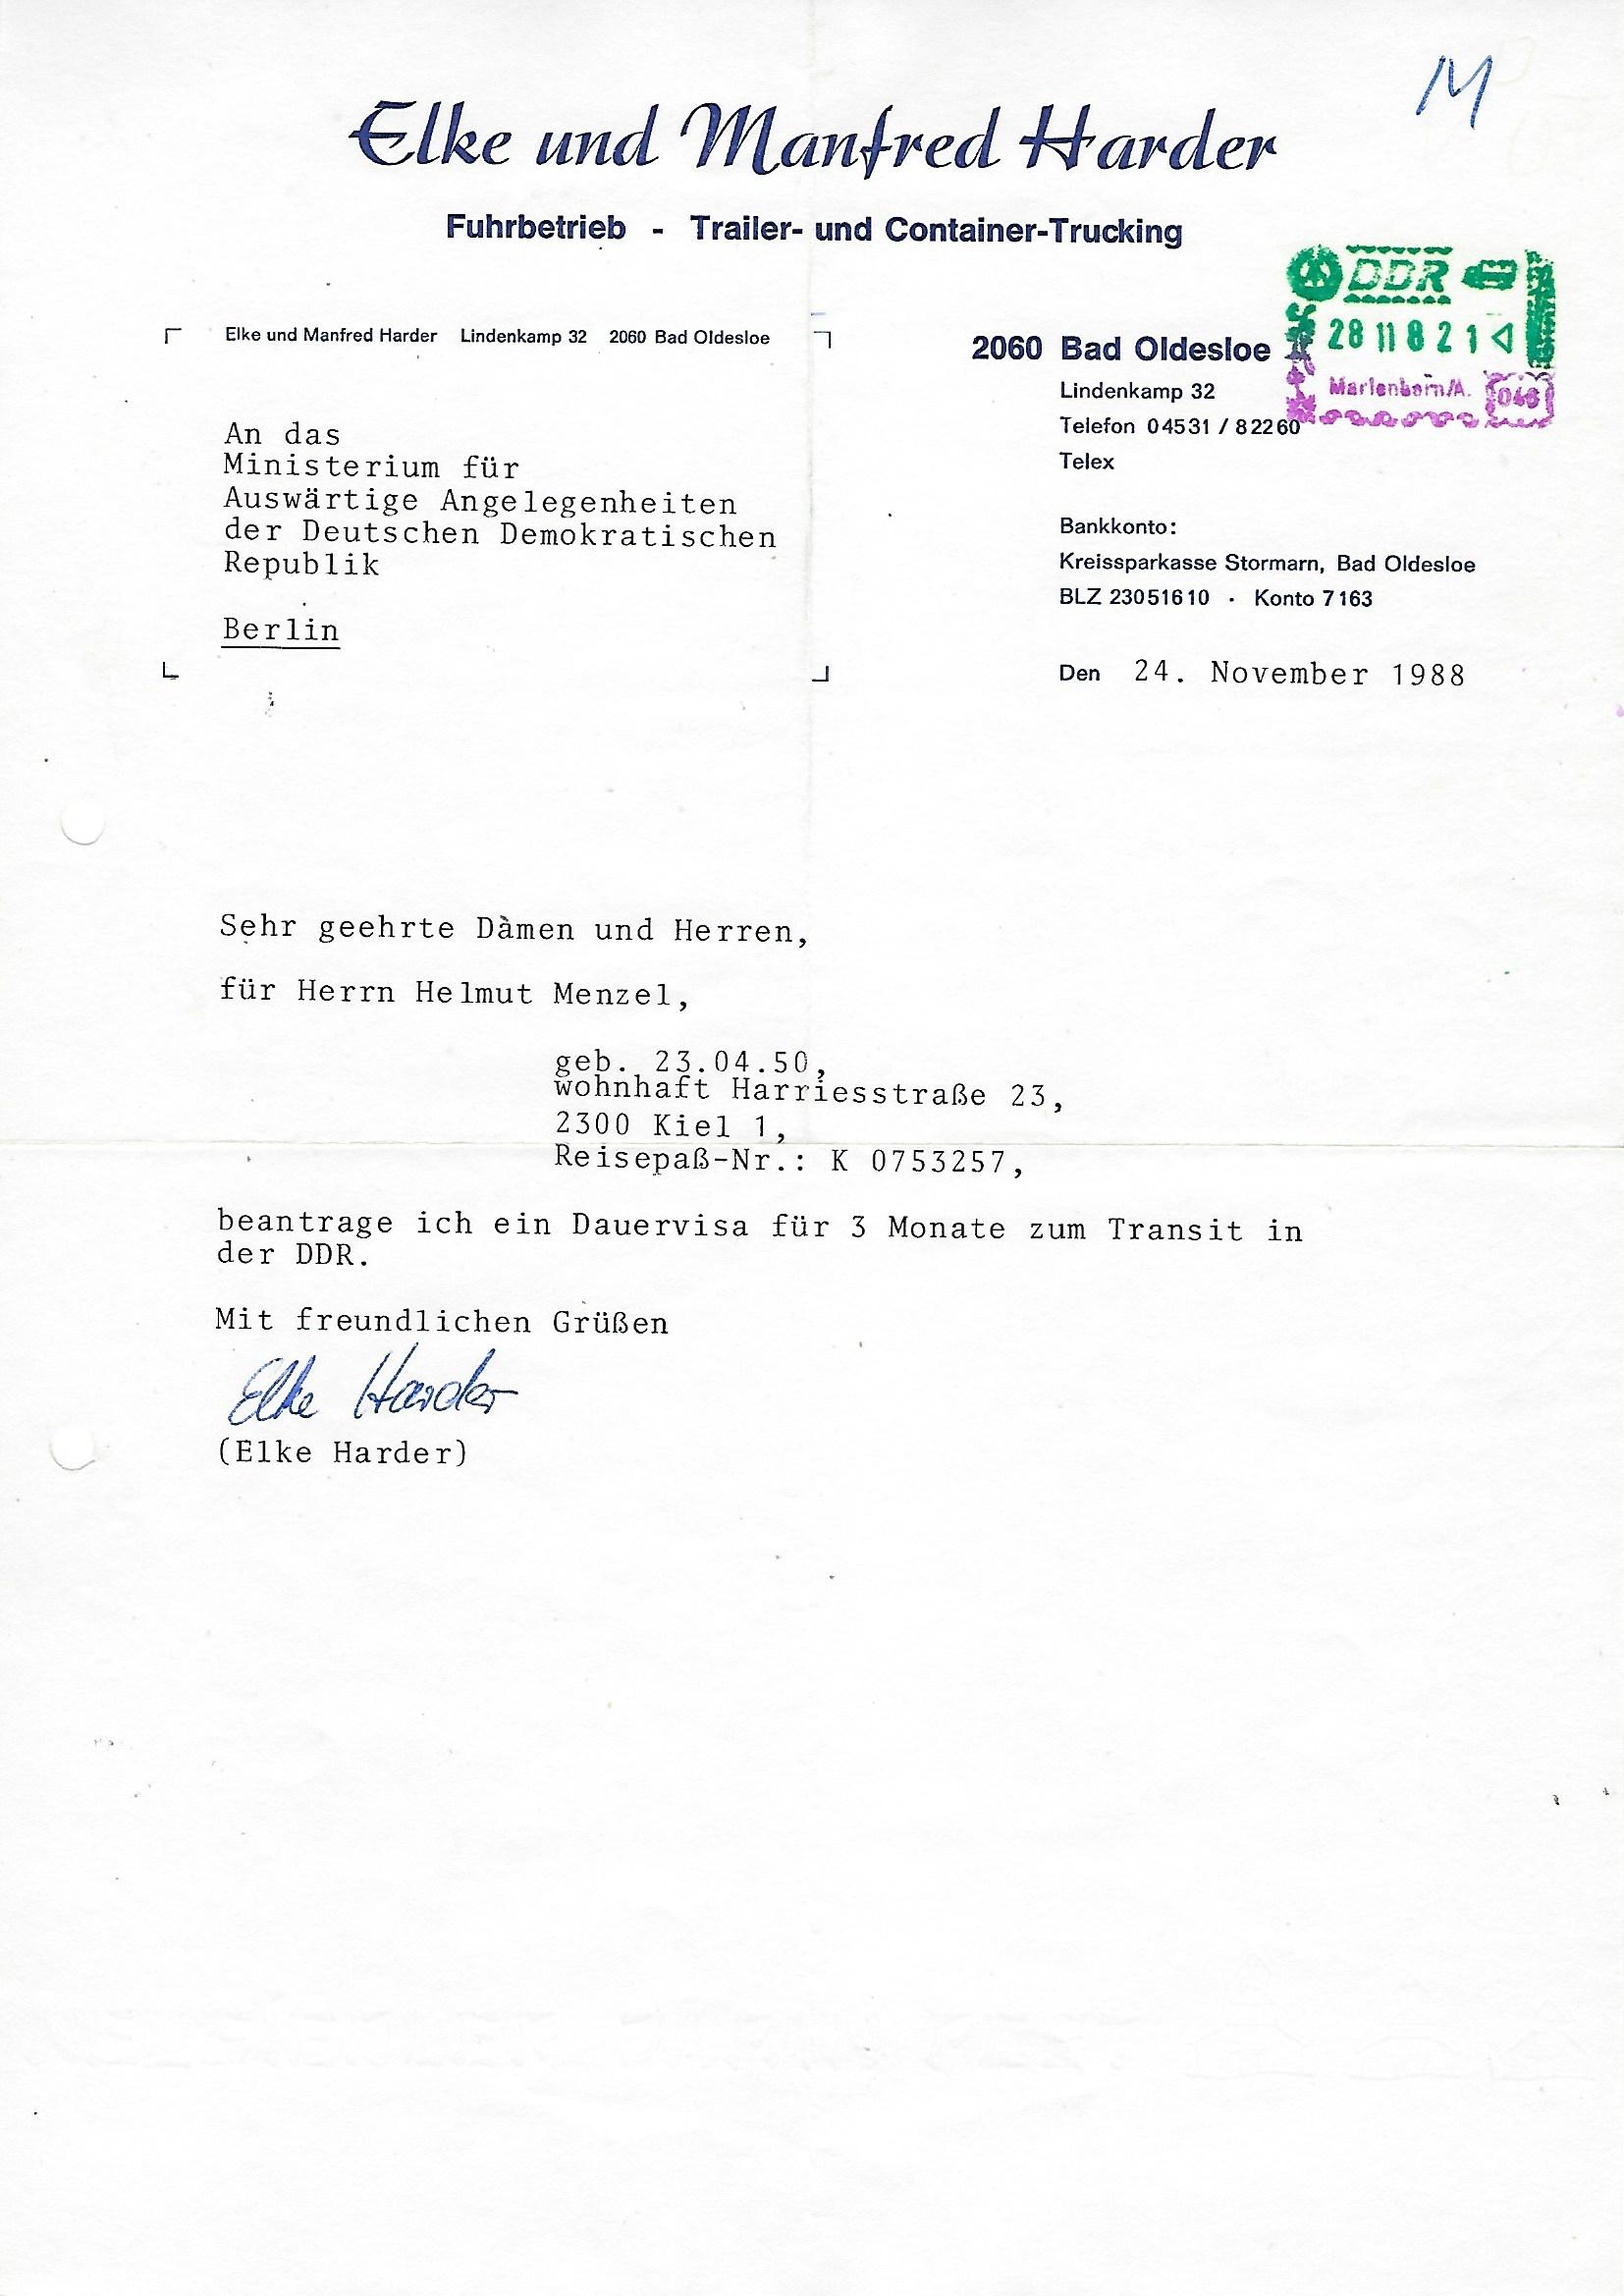 M
Elke und Manfred Harder
Fuhrbetrieb - Trailer- und Container-Trucking
DDR
28 11 8 21
Marienborn/A. 046
Elke und Manfred Harder Lindenkamp 32 2060 Bad Oldesloe
2060 Bad Oldesloe
Lindenkamp 32
Telefon 04531 / 82260
Telex
An das
Ministerium für
Auswärtige Angelegenheiten
der Deutschen Demokratischen
Republik
Berlin
Bankkonto:
Kreissparkasse Stormarn, Bad Oldesloe
BLZ 23051610 · Konto 7163
Den 24. November 1988
Sehr geehrte Damen und Herren,
für Herrn Helmut Menzel,
geb. 23.04.50,
wohnhaft Harriesstraße 23,
2300 Kiel 1,
Reisepaß-Nr.: K 0753257,
beantrage ich ein Dauervisa für 3 Monate zum Transit in
der DDR.
Mit freundlichen Grüßen
Elke Harder
(Elke Harder)